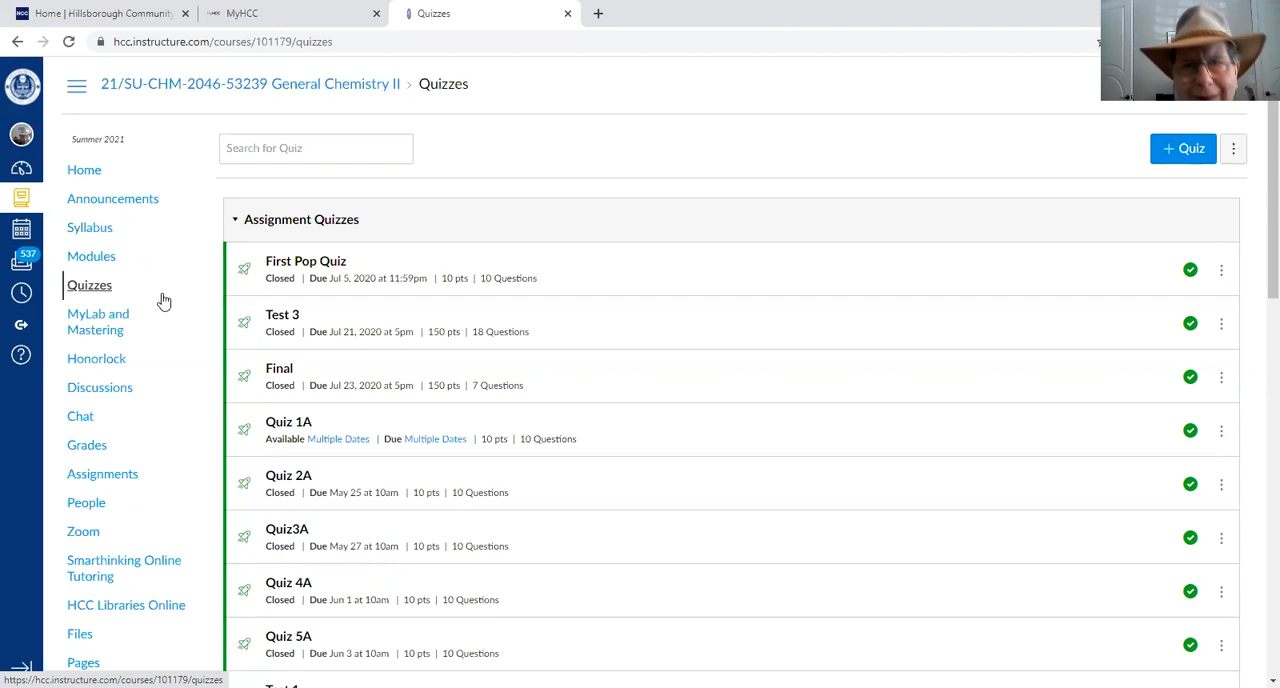 HCC Home | Hillsborough Community
MyHCC
Quizzes
hcc.instructure.com/courses/101179/quizzes
21/SU-CHM-2046-53239 General Chemistry II › Quizzes
Summer 2021
Home
Announcements
Syllabus
Modules
Quizzes
MyLab and
Mastering
Honorlock
Discussions
Chat
Grades
Assignments
People
Zoom
Smarthinking Online
Tutoring
HCC Libraries Online
Files
Pages
537
Search for Quiz
+ Quiz
Assignment Quizzes
First Pop Quiz
Closed | Due Jul 5, 2020 at 11:59pm | 10 pts | 10 Questions
Test 3
Closed | Due Jul 21, 2020 at 5pm | 150 pts | 18 Questions
Final
Closed | Due Jul 23, 2020 at 5pm | 150 pts | 7 Questions
Quiz 1A
Available Multiple Dates | Due Multiple Dates | 10 pts | 10 Questions
Quiz 2A
Closed | Due May 25 at 10am | 10 pts | 10 Questions
Quiz3A
Closed | Due May 27 at 10am | 10 pts | 10 Questions
Quiz 4A
Closed | Due Jun 1 at 10am | 10 pts | 10 Questions
Quiz 5A
Closed | Due Jun 3 at 10am | 10 pts | 10 Questions
https://hcc.instructure.com/courses/101179/quizzes